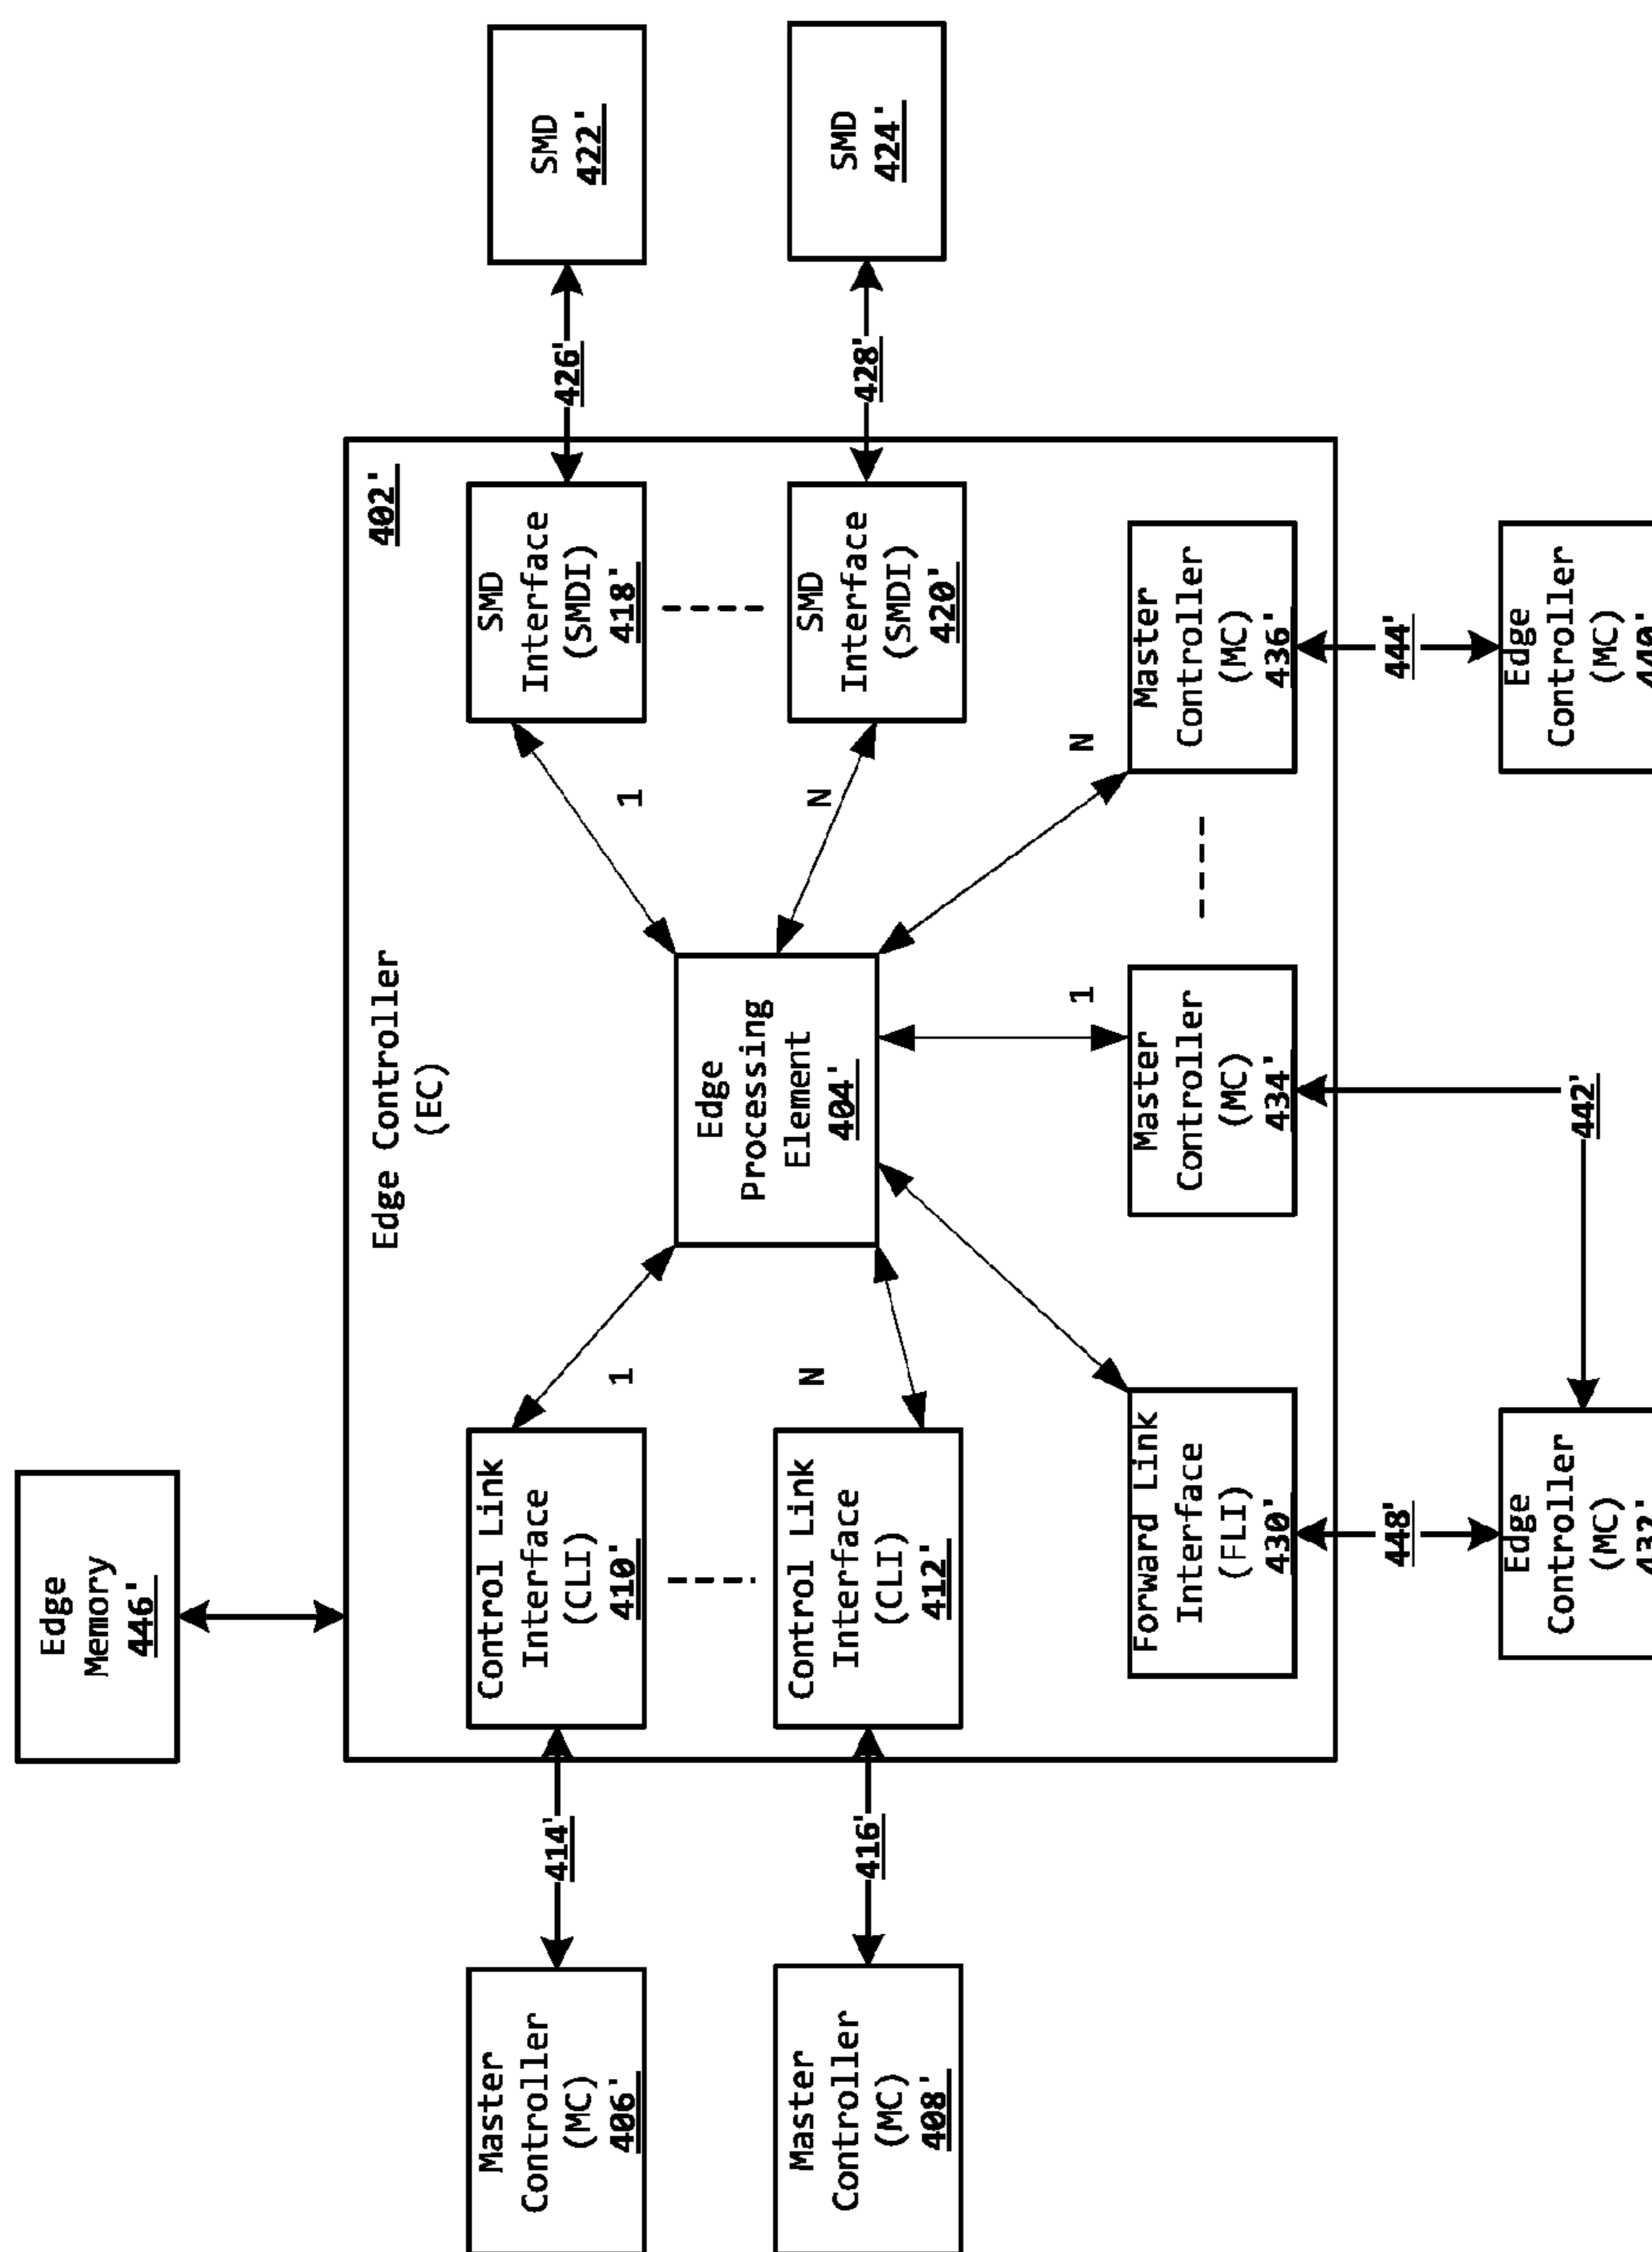 Edge
Memory
446'
Edge Controller
(EC)
402'
Master
Controller
(MC)
406'
414'
Control Link
Interface
(CLI)
410'
1
1
SMD
Interface
(SMDI)
418'
426'
SMD
422'
Edge
Processing
Element
404'
Master
Controller
(MC)
408'
416'
Control Link
Interface
(CLI)
412'
N
N
SMD
Interface
(SMDI)
420'
428'
SMD
424'
1
N
Forward Link
Interface
(FLI)
430'
Master
Controller
(MC)
434'
Master
Controller
(MC)
436'
448'
442'
444'
Edge
Controller
(MC)
Edge
Controller
(MC)